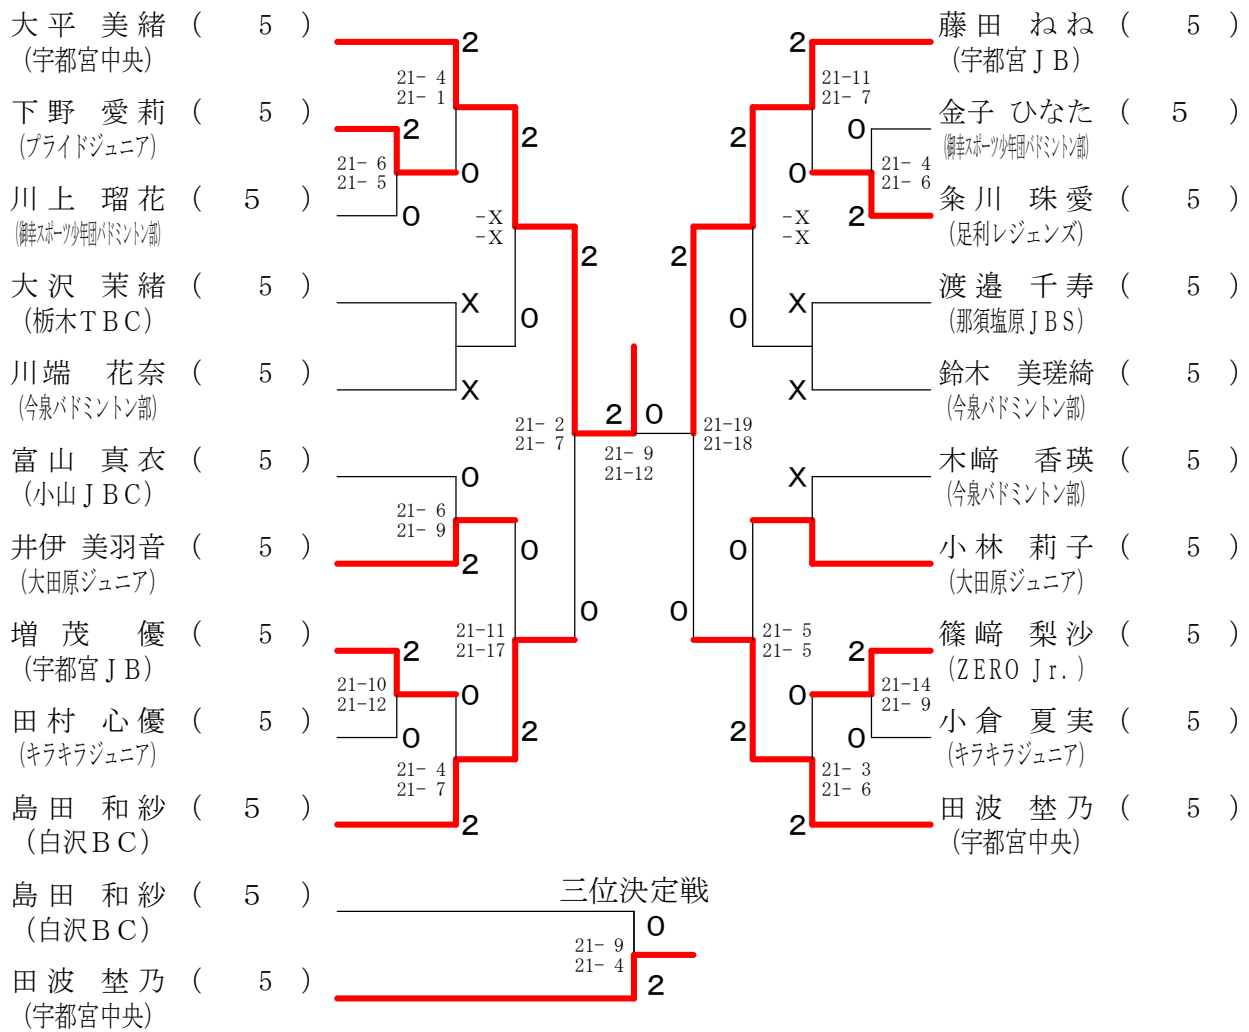 大平 美緒 ( 5 )
(宇都宮中央)
下野 愛莉 ( 5 )
(プライドジュニア)
川上 瑠花 ( 5 )
(御幸スポーツ少年団バドミントン部)
大沢 茉緒 ( 5 )
(栃木TBC)
川端 花奈 ( 5 )
(今泉バドミントン部)
富山 真衣 ( 5 )
(小山JBC)
井伊 美羽音 ( 5 )
(大田原ジュニア)
増茂 優 ( 5 )
(宇都宮JB)
田村 心優 ( 5 )
(キラキラジュニア)
島田 和紗 ( 5 )
(白沢BC)
2
21- 4
21- 1
2
21- 6
21- 5
0
0
2
-X
-X
X
0
X
2
21- 2
21- 7
0
21- 6
21- 9
2
0
0
21-11
21-17
2
21-10
21-12
0
0
2
21- 4
21- 7
2
2
0
21- 9
21-12
藤田 ねね ( 5 )
(宇都宮JB)
金子 ひなた ( 5 )
(御幸スポーツ少年団バドミントン部)
粂川 珠愛 ( 5 )
(足利レジェンズ)
渡邉 千寿 ( 5 )
(那須塩原JBS)
鈴木 美瑳綺 ( 5 )
(今泉バドミントン部)
木﨑 香瑛 ( 5 )
(今泉バドミントン部)
小林 莉子 ( 5 )
(大田原ジュニア)
篠﨑 梨沙 ( 5 )
(ZERO Jr.)
小倉 夏実 ( 5 )
(キラキラジュニア)
田波 埜乃 ( 5 )
(宇都宮中央)
2
21-11
21- 7
2
0
0
21- 4
21- 6
2
-X
-X
2
X
0
X
21-19
21-18
X
0
0
21- 5
21- 5
2
21-14
21- 9
0
0
2
21- 3
21- 6
2
三位決定戦
島田 和紗 ( 5 )
(白沢BC)
0
21- 9
21- 4
2
田波 埜乃 ( 5 )
(宇都宮中央)